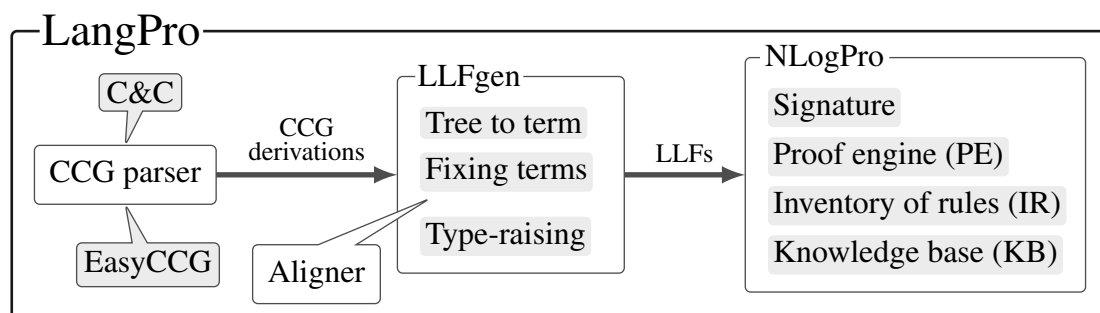 LangPro
C&C
CCG parser
EasyCCG
CCG
derivations
LLFgen
Tree to term
Fixing terms
Type-raising
Aligner
LLFs
NLogPro
Signature
Proof engine (PE)
Inventory of rules (IR)
Knowledge base (KB)